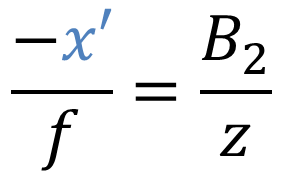 −x′/f = B₂/z